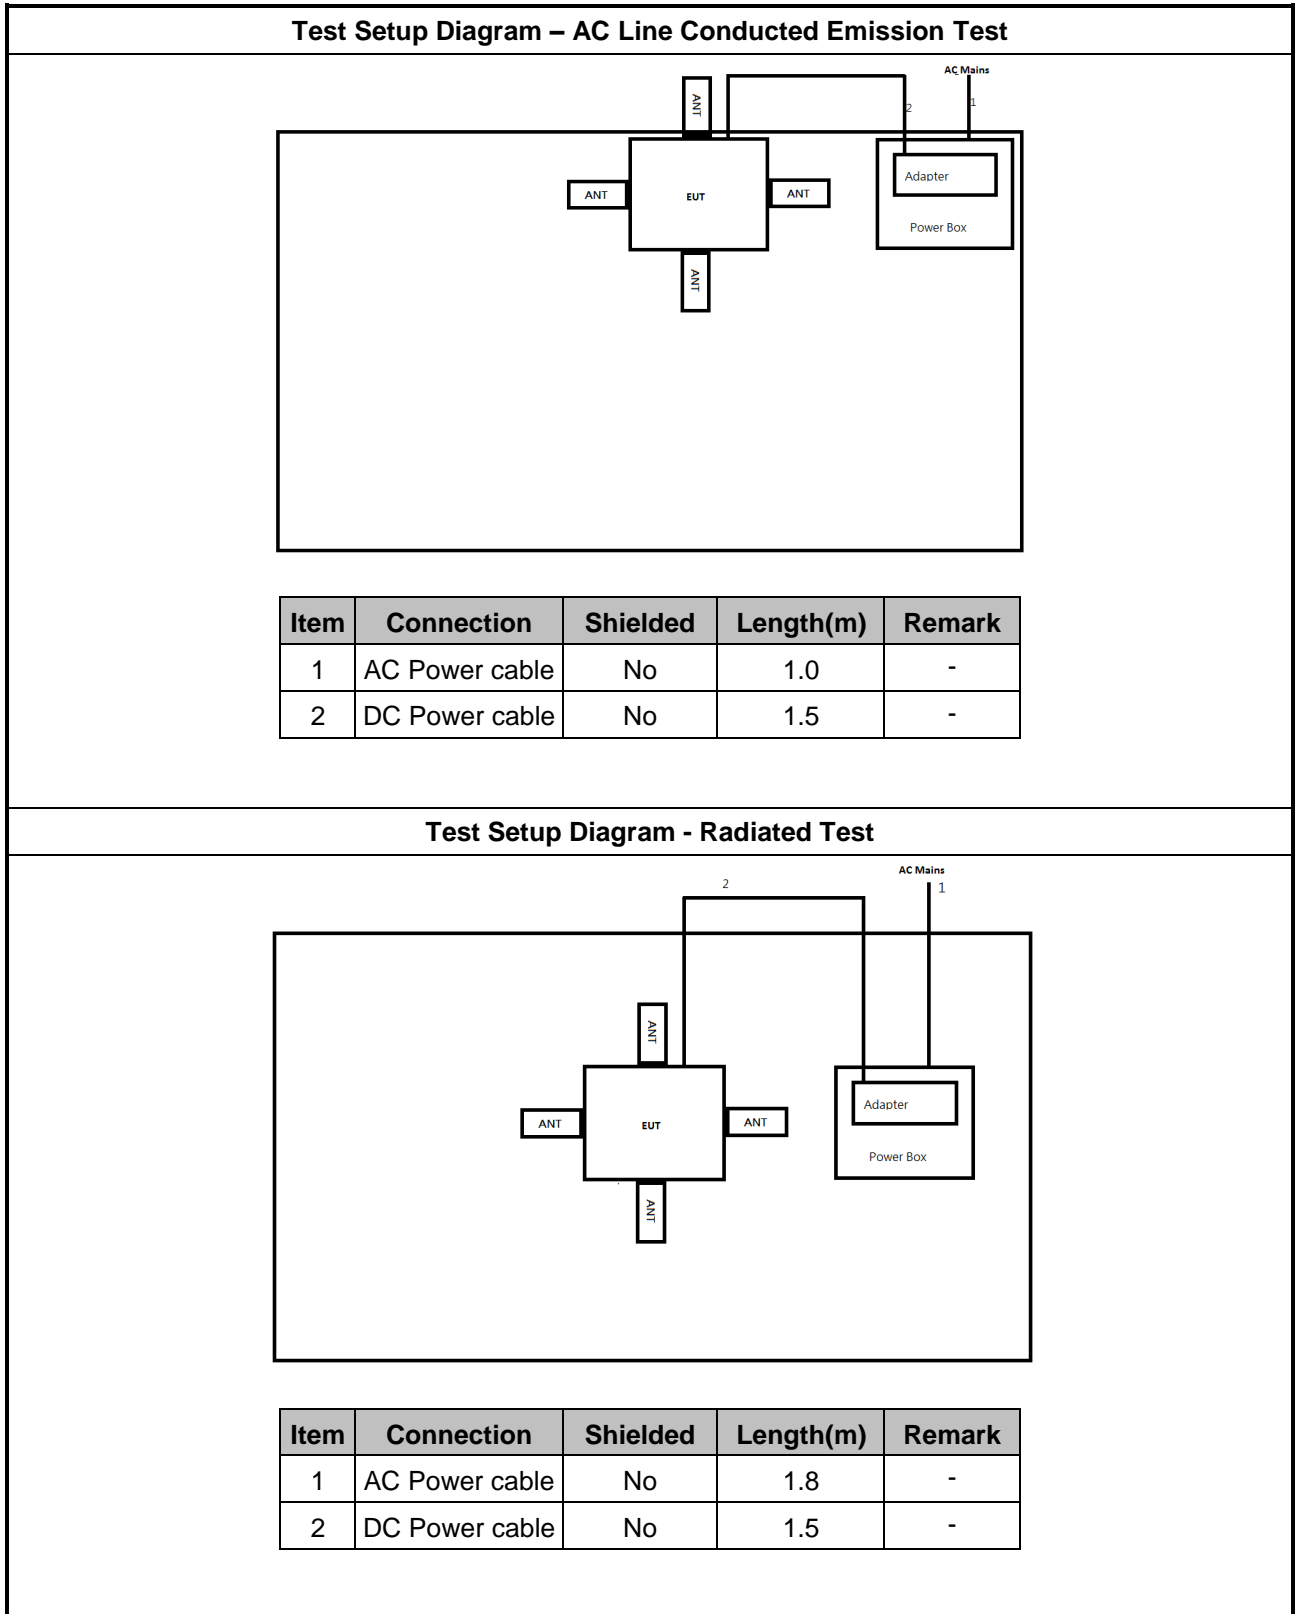 Test Setup Diagram – AC Line Conducted Emission Test
AC Mains
ANT
2
1
Adapter
ANT
EUT
ANT
Power Box
ANT
Item Connection Shielded Length(m) Remark
1 AC Power cable No 1.0 -
2 DC Power cable No 1.5 -
Test Setup Diagram - Radiated Test
AC Mains
2
1
ANT
Adapter
ANT
EUT
ANT
Power Box
ANT
Item Connection Shielded Length(m) Remark
1 AC Power cable No 1.8 -
2 DC Power cable No 1.5 -